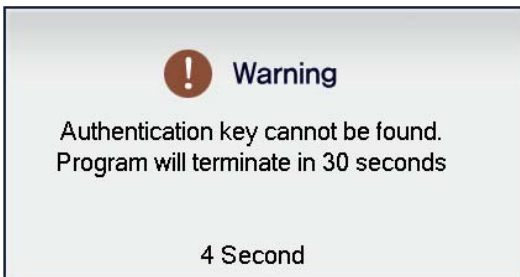 Warning
Authentication key cannot be found.
Program will terminate in 30 seconds
4 Second